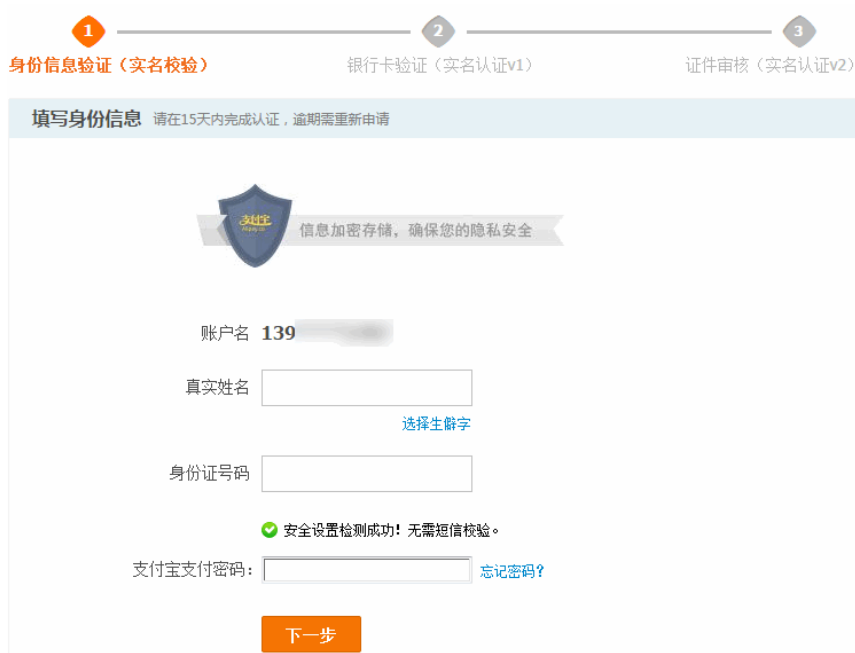 1 2 3
身份信息验证（实名校验） 银行卡验证（实名认证v1） 证件审核（实名认证v2）
填写身份信息 请在15天内完成认证，逾期需重新申请
支付宝
信息加密存储，确保您的隐私安全
账户名 139
真实姓名
选择生僻字
身份证号码
安全设置检测成功！无需短信校验。
支付宝支付密码： 忘记密码?
下一步